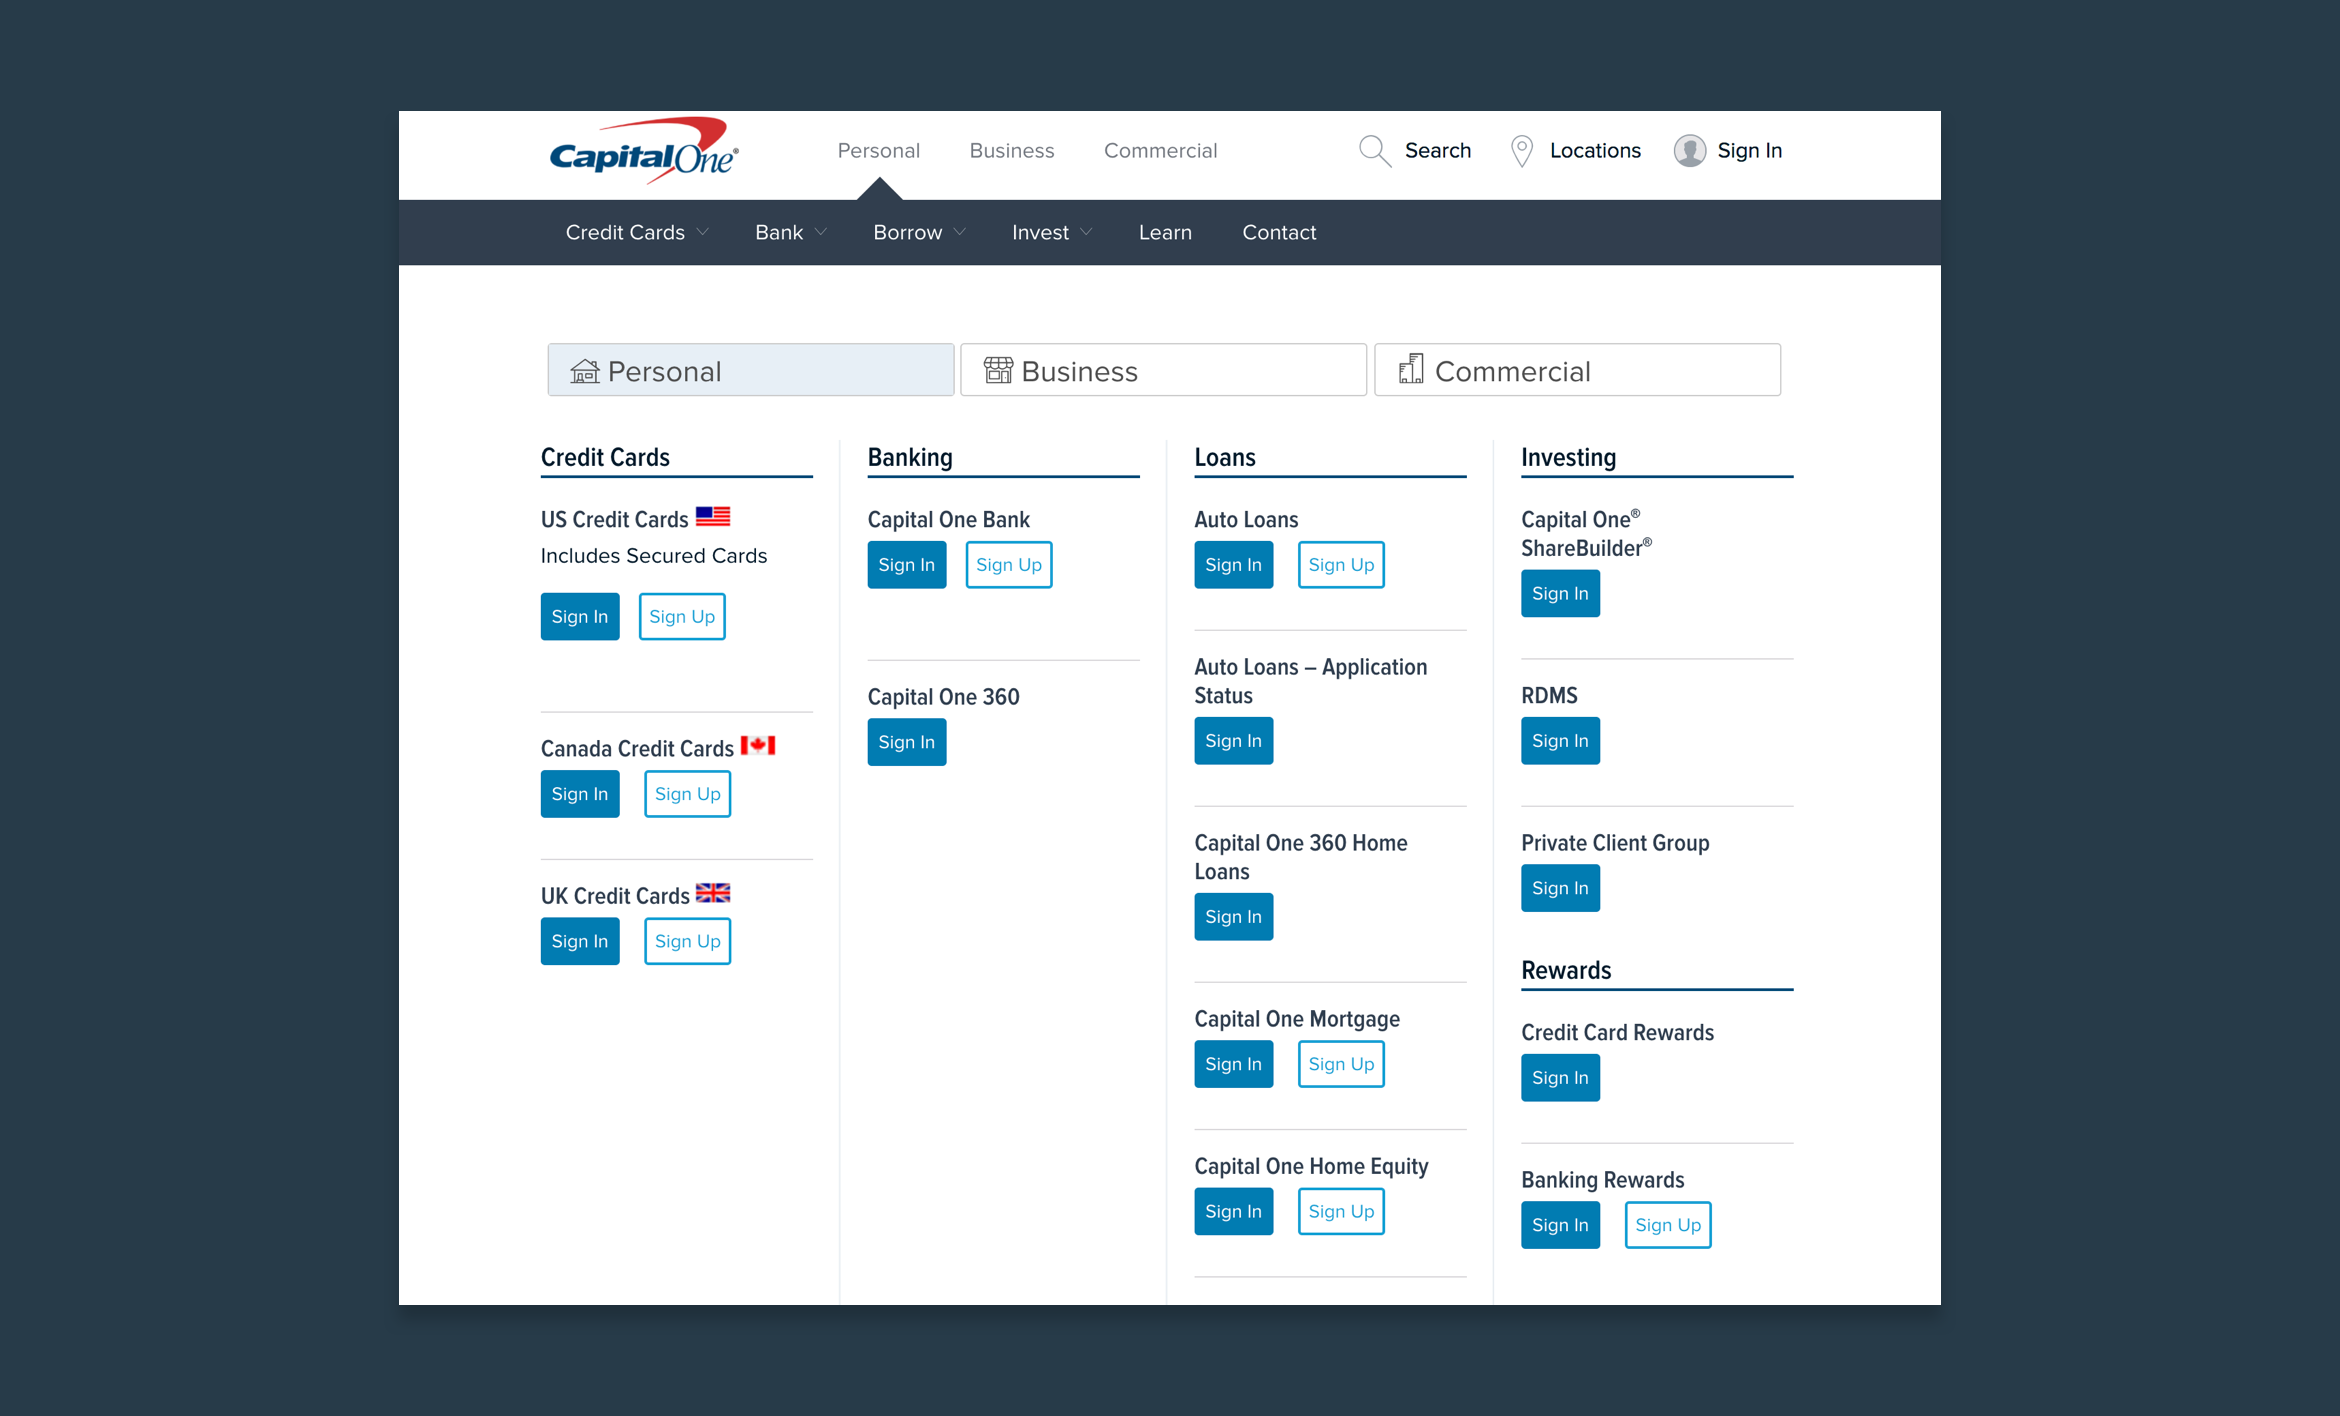 CapitalOne®
Personal Business Commercial
Search Locations Sign In
Credit Cards Bank Borrow Invest Learn Contact
Personal
Business
Commercial
Credit Cards
US Credit Cards
Includes Secured Cards
Sign In Sign Up
Canada Credit Cards
Sign In Sign Up
UK Credit Cards
Sign In Sign Up
Banking
Capital One Bank
Sign In Sign Up
Capital One 360
Sign In
Loans
Auto Loans
Sign In Sign Up
Auto Loans – Application
Status
Sign In
Capital One 360 Home
Loans
Sign In
Capital One Mortgage
Sign In Sign Up
Capital One Home Equity
Sign In Sign Up
Investing
Capital One®
ShareBuilder®
Sign In
RDMS
Sign In
Private Client Group
Sign In
Rewards
Credit Card Rewards
Sign In
Banking Rewards
Sign In Sign Up